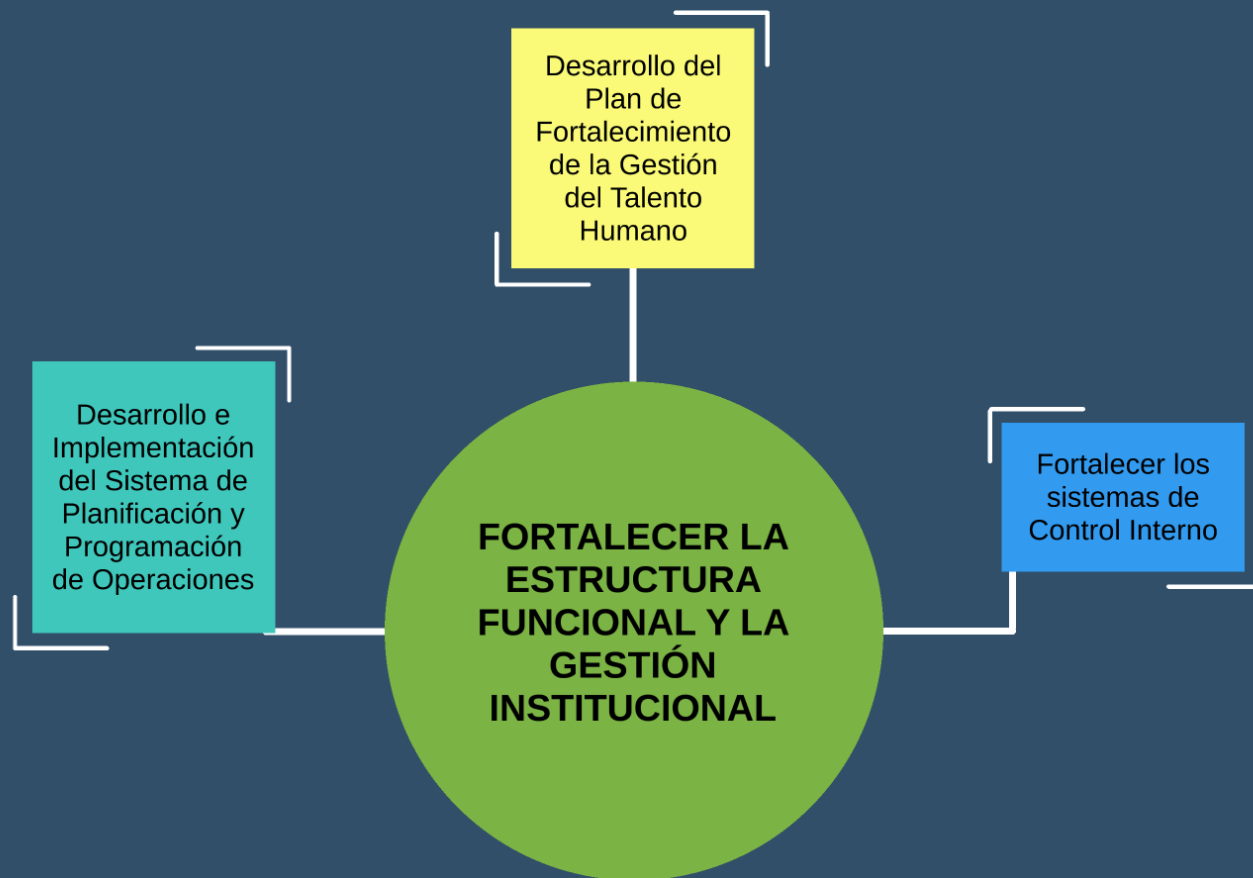 Desarrollo del
Plan de
Fortalecimiento
de la Gestión
del Talento
Humano
Desarrollo e
Implementación
del Sistema de
Planificación y
Programación
de Operaciones
Fortalecer los
sistemas de
Control Interno
FORTALECER LA
ESTRUCTURA
FUNCIONAL Y LA
GESTIÓN
INSTITUCIONAL